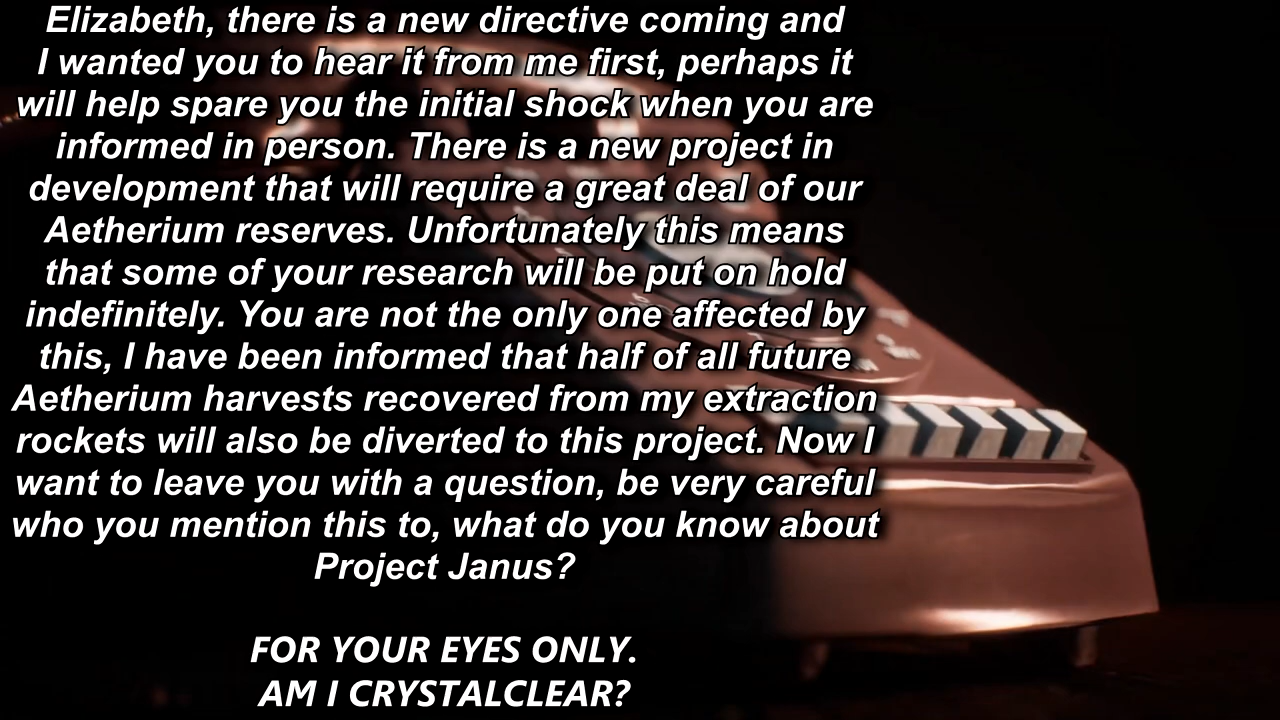 Elizabeth, there is a new directive coming and
I wanted you to hear it from me first, perhaps it
will help spare you the initial shock when you are
informed in person. There is a new project in
development that will require a great deal of our
Aetherium reserves. Unfortunately this means
that some of your research will be put on hold
indefinitely. You are not the only one affected by
this, I have been informed that half of all future
Aetherium harvests recovered from my extraction
rockets will also be diverted to this project. Now I
want to leave you with a question, be very careful
who you mention this to, what do you know about
Project Janus?
FOR YOUR EYES ONLY.
AM I CRYSTALCLEAR?